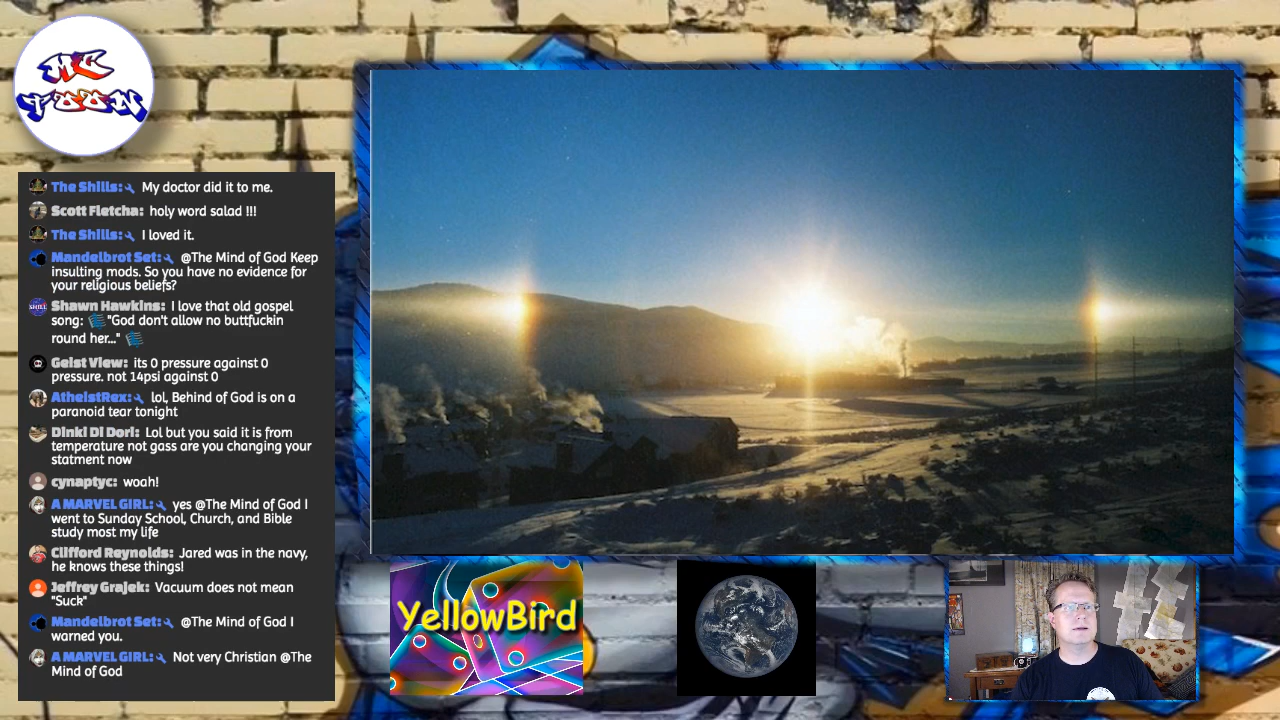 MC
TOON
The Shills: My doctor did it to me.
Scott Fletcha: holy word salad !!!
The Shills: I loved it.
Mandelbrot Set: @The Mind of God Keep
insulting mods. So you have no evidence for
your religious beliefs?
Shawn Hawkins: I love that old gospel
song: "God don't allow no buttfuckin
round her..."
Geist View: its 0 pressure against 0
pressure. not 14psi against 0
AtheistRex: lol, Behind of God is on a
paranoid tear tonight
Dinki Di Dori: Lol but you said it is from
temperature not gass are you changing your
statment now
cynaptyc: woah!
A MARVEL GIRL: yes @The Mind of God I
went to Sunday School, Church, and Bible
study most my life
Clifford Reynolds: Jared was in the navy,
he knows these things!
Jeffrey Grajek: Vacuum does not mean
"Suck"
Mandelbrot Set: @The Mind of God I
warned you.
A MARVEL GIRL: Not very Christian @The
Mind of God
YellowBird